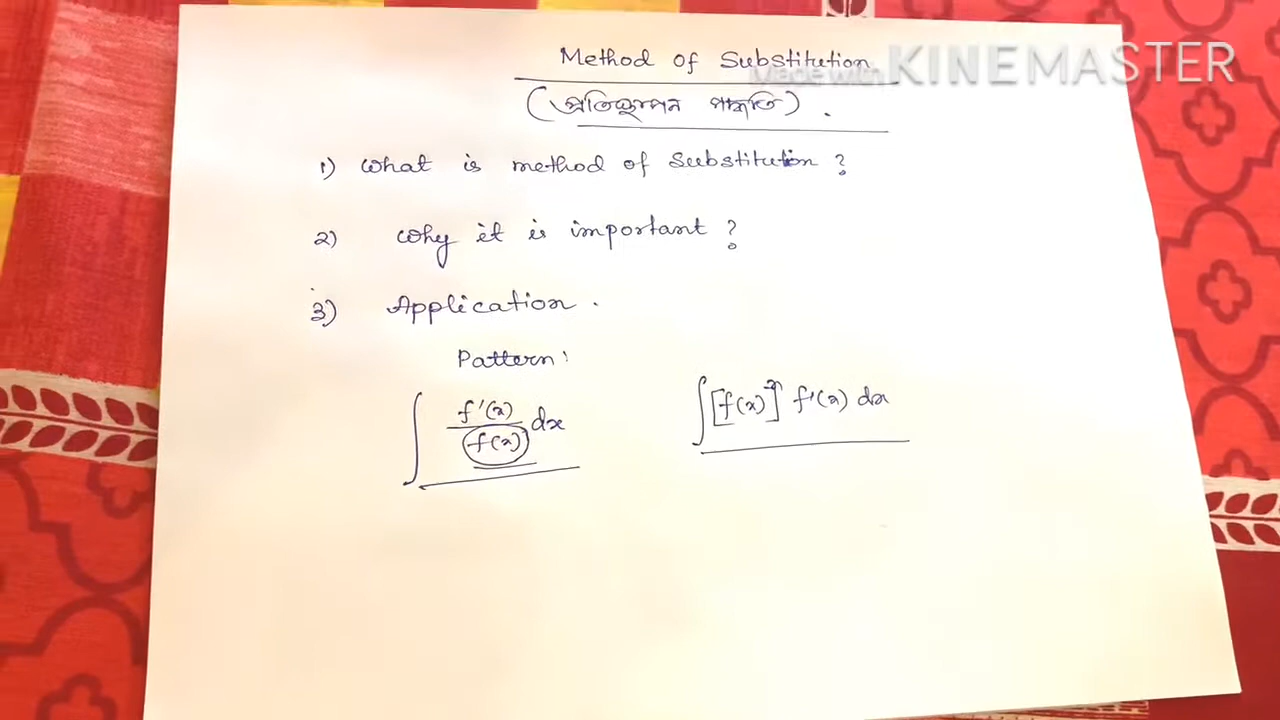 Made with KINEMASTER
Method of Substitution
(প্রতিস্থাপন পদ্ধতি).
1) What is method of Substitution?
2) Why it is important?
3) Application.
Pattern:
∫ f'(x)/f(x) dx
∫[f(x)]ⁿ f'(x) dx